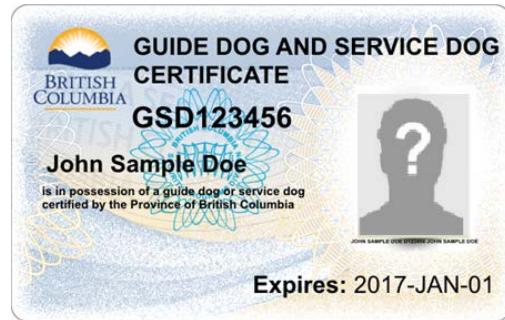 BRITISH
COLUMBIA
GUIDE DOG AND SERVICE DOG
CERTIFICATE
GSD123456
John Sample Doe
is in possession of a guide dog or service dog
certified by the Province of British Columbia
?
Expires: 2017-JAN-01